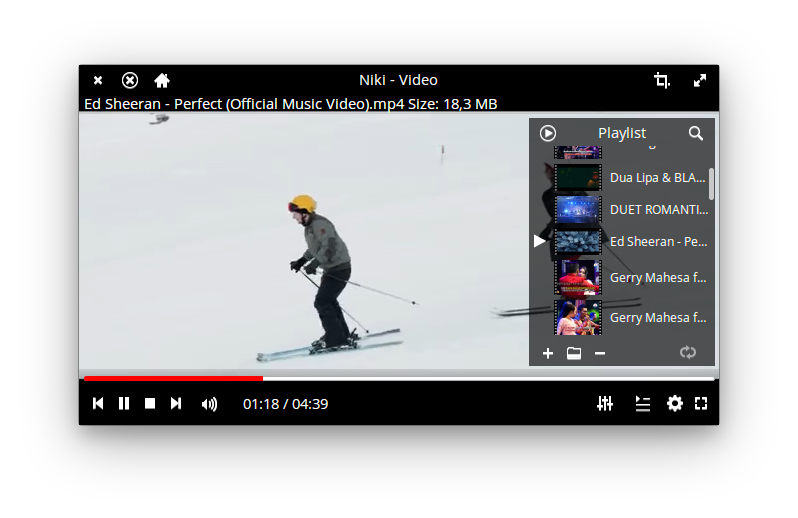 Niki - Video
Ed Sheeran - Perfect (Official Music Video).mp4 Size: 18,3 MB
Playlist
Dua Lipa & BLA...
DUET ROMANTI...
Ed Sheeran - Pe...
Gerry Mahesa f...
Gerry Mahesa f...
01:18 / 04:39